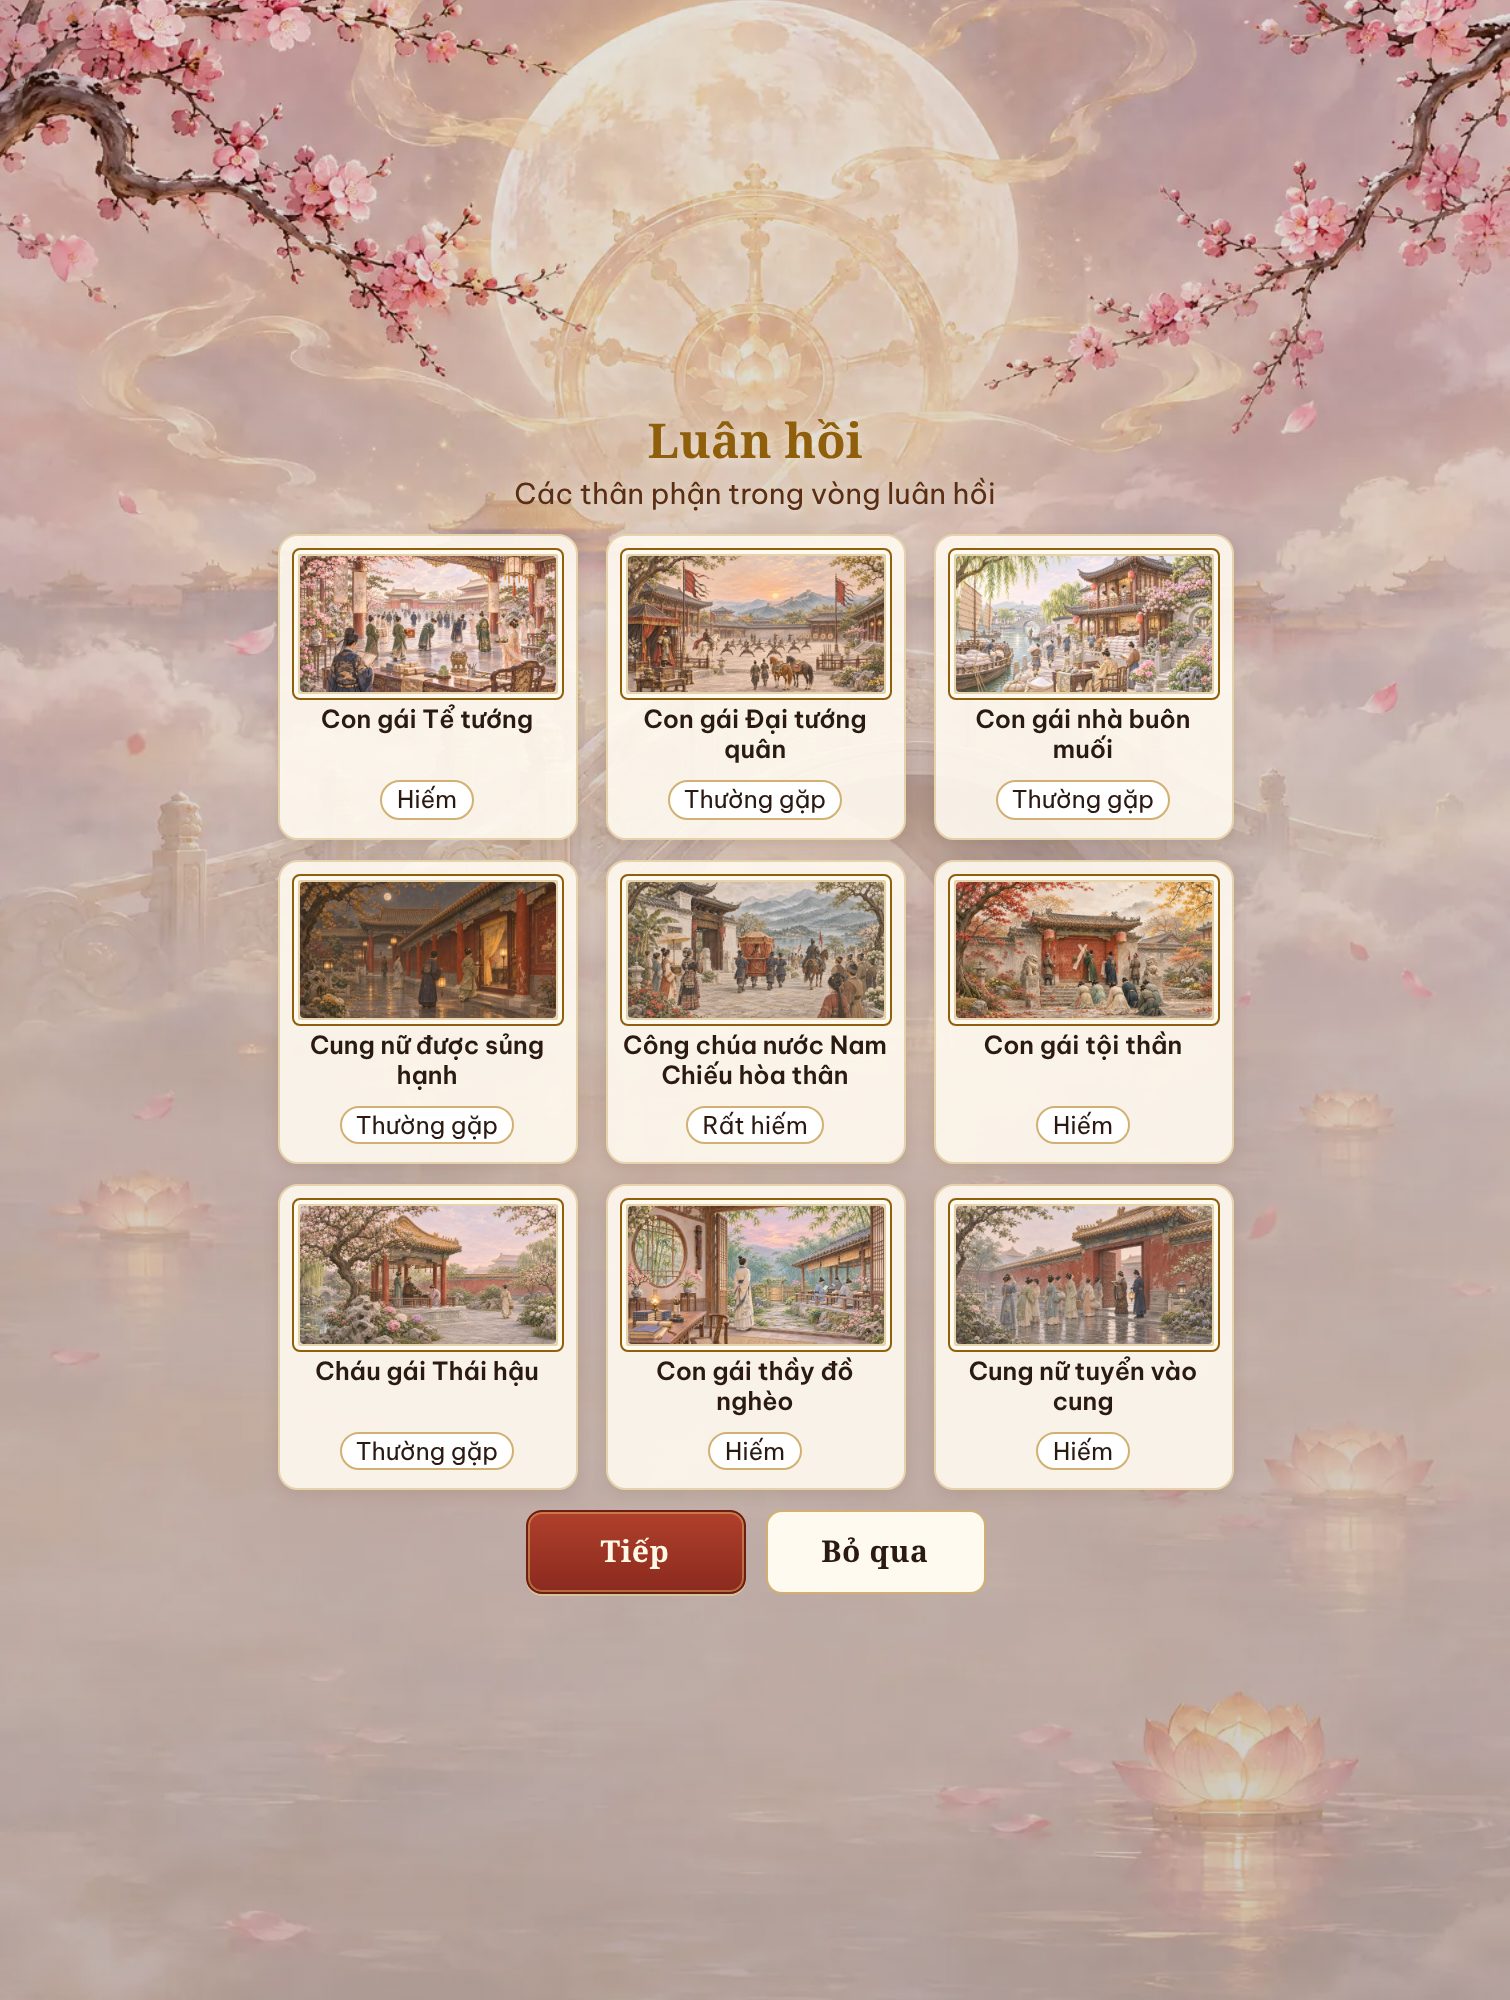 Luân hồi
Các thân phận trong vòng luân hồi
Con gái Tể tướng
Hiếm
Con gái Đại tướng
quân
Thường gặp
Con gái nhà buôn
muối
Thường gặp
Cung nữ được sủng
hạnh
Thường gặp
Công chúa nước Nam
Chiếu hòa thân
Rất hiếm
Con gái tội thần
Hiếm
Cháu gái Thái hậu
Thường gặp
Con gái thầy đồ
nghèo
Hiếm
Cung nữ tuyển vào
cung
Hiếm
Tiếp
Bỏ qua